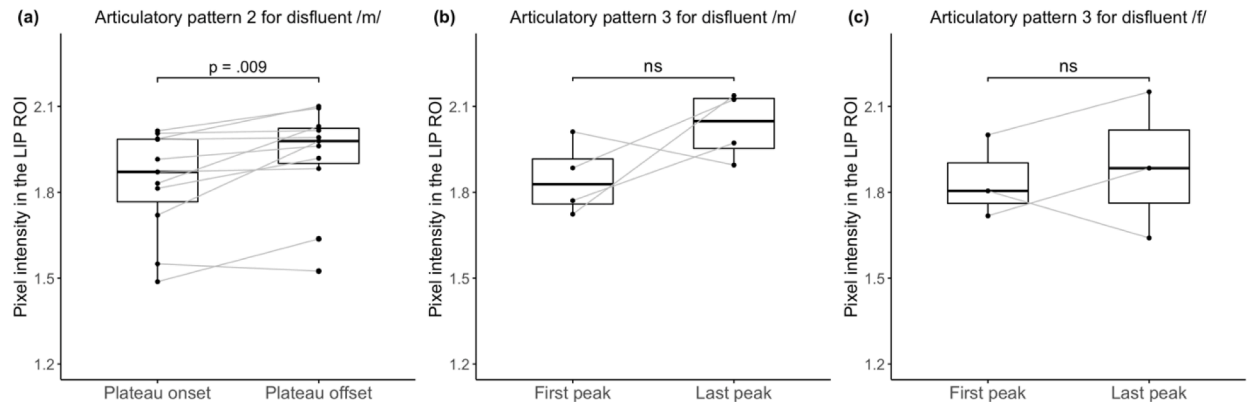 (a) Articulatory pattern 2 for disfluent /m/
p = .009
Pixel intensity in the LIP ROI
2.1
1.8
1.5
1.2
Plateau onset Plateau offset
(b) Articulatory pattern 3 for disfluent /m/
ns
Pixel intensity in the LIP ROI
2.1
1.8
1.5
1.2
First peak Last peak
(c) Articulatory pattern 3 for disfluent /f/
ns
Pixel intensity in the LIP ROI
2.1
1.8
1.5
1.2
First peak Last peak